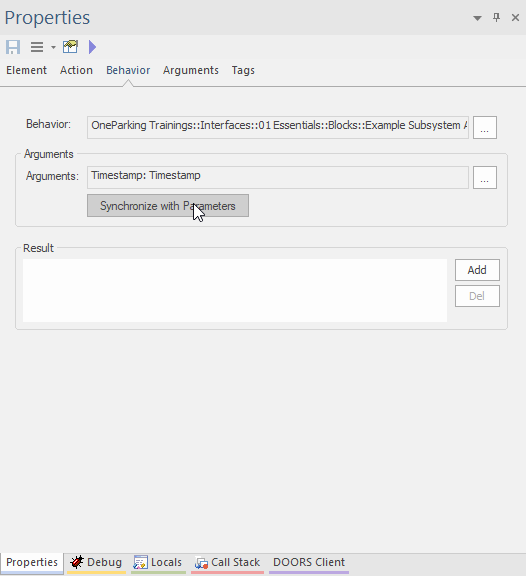 Properties
Element Action Behavior Arguments Tags
Behavior: OneParking Trainings::Interfaces::01 Essentials::Blocks::Example Subsystem A ...
Arguments
Arguments: Timestamp: Timestamp ...
Synchronize with Parameters
Result
Add
Del
Properties Debug Locals Call Stack DOORS Client